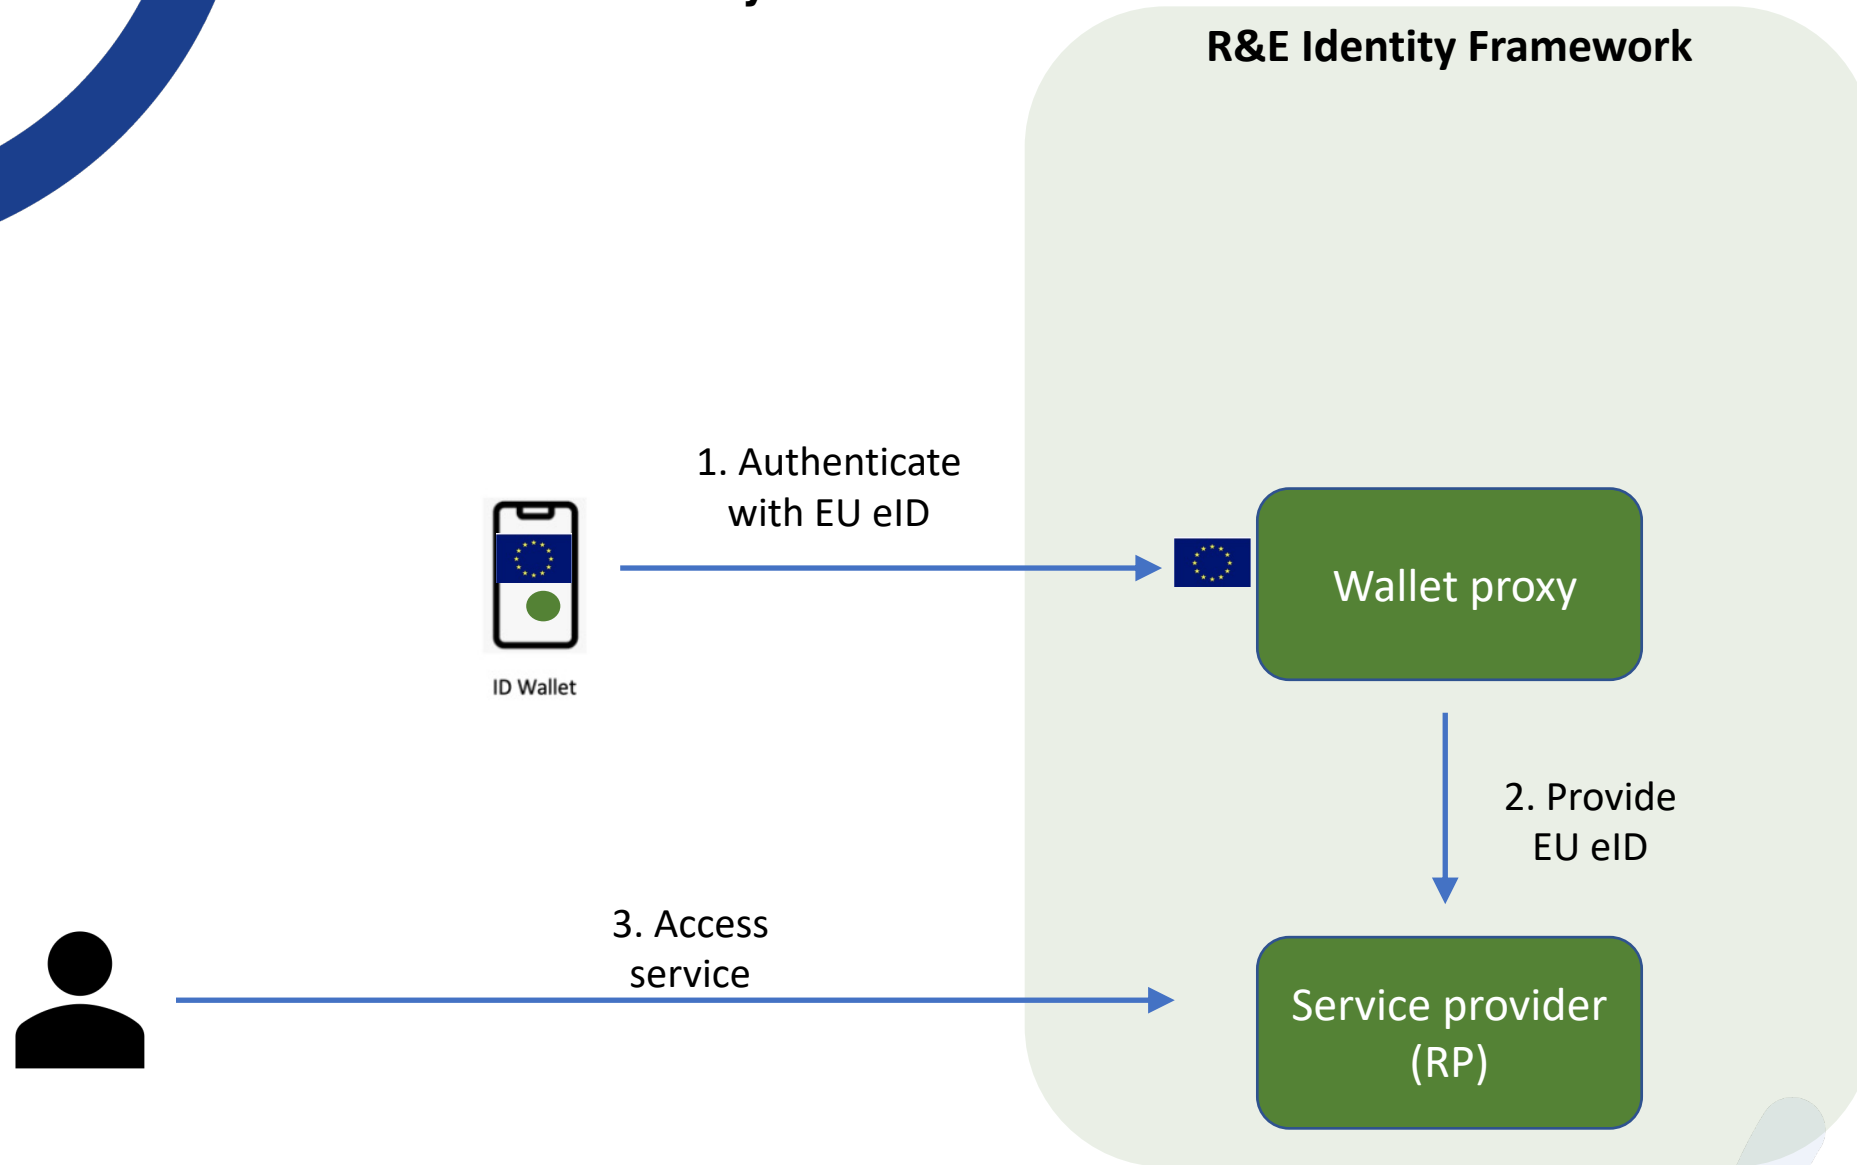 R&E Identity Framework
1. Authenticate
with EU eID
Wallet proxy
ID Wallet
2. Provide
EU eID
3. Access
service
Service provider
(RP)